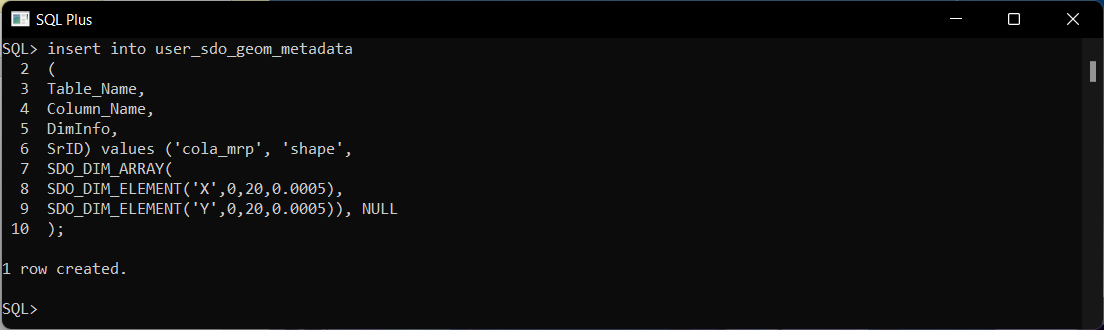 SQL Plus
SQL> insert into user_sdo_geom_metadata
2 (
3 Table_Name,
4 Column_Name,
5 DimInfo,
6 SrID) values ('cola_mrp', 'shape',
7 SDO_DIM_ARRAY(
8 SDO_DIM_ELEMENT('X',0,20,0.0005),
9 SDO_DIM_ELEMENT('Y',0,20,0.0005)), NULL
10 );
1 row created.
SQL>